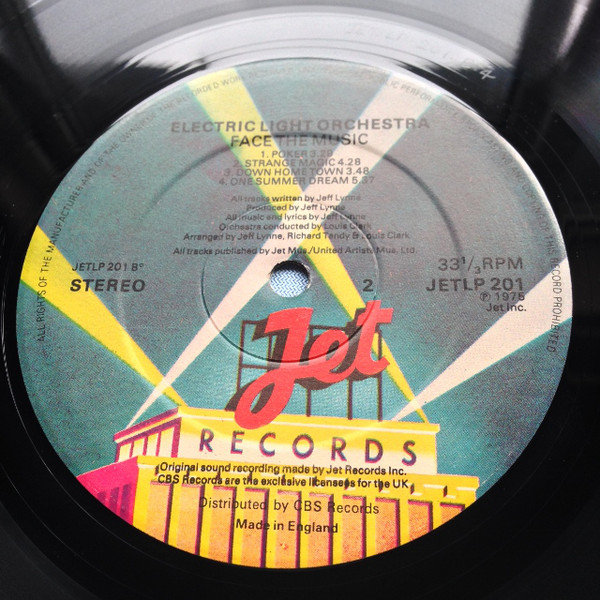 ALL RIGHTS OF THE MANUFACTURER AND OF THE OWNER OF THE RECORDED WORK
RECORD PROHIBITED
ELECTRIC LIGHT ORCHESTRA
FACE THE MUSIC
1. POKER 3.28
2. STRANGE MAGIC 4.28
3. DOWN HOME TOWN 3.48
4. ONE SUMMER DREAM 5.37
All tracks written by Jeff Lynne
Produced by Jeff Lynne
All music and lyrics by Jeff Lynne
Orchestra conducted by Louis Clark
Arranged by Jeff Lynne, Richard Tandy & Louis Clark
All tracks published by Jet Mus./United Artists Mus. Ltd.
JETLP 201 B° 33⅓ RPM
STEREO 2 JETLP 201
℗ 1975
Jet Inc.
Jet
RECORDS
Original sound recording made by Jet Records Inc.
CBS Records are the exclusive licensees for the UK
Distributed by CBS Records
Made in England